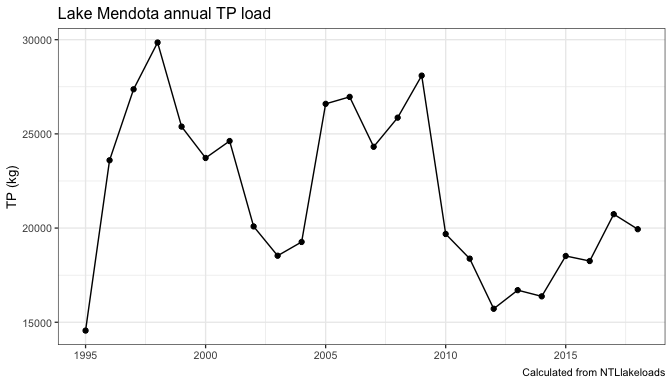 Lake Mendota annual TP load
TP (kg)
30000
25000
20000
15000
1995 2000 2005 2010 2015
Calculated from NTLlakeloads